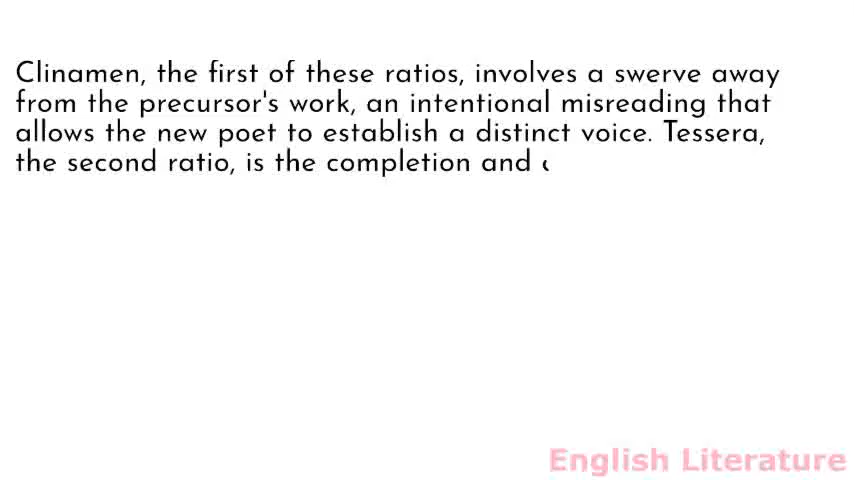 Clinamen, the first of these ratios, involves a swerve away
from the precursor's work, an intentional misreading that
allows the new poet to establish a distinct voice. Tessera,
the second ratio, is the completion and
English Literature